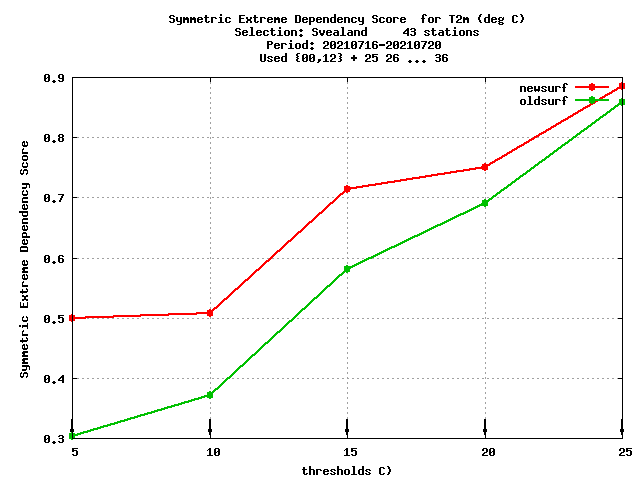 Symmetric Extreme Dependency Score  for T2m (deg C)
Selection: Svealand     43 stations
Period: 20210716-20210720
Used {00,12} + 25 26 ... 36
newsurf
oldsurf
Symmetric Extreme Dependency Score
0.9
0.8
0.7
0.6
0.5
0.4
0.3
5 10 15 20 25
thresholds C)